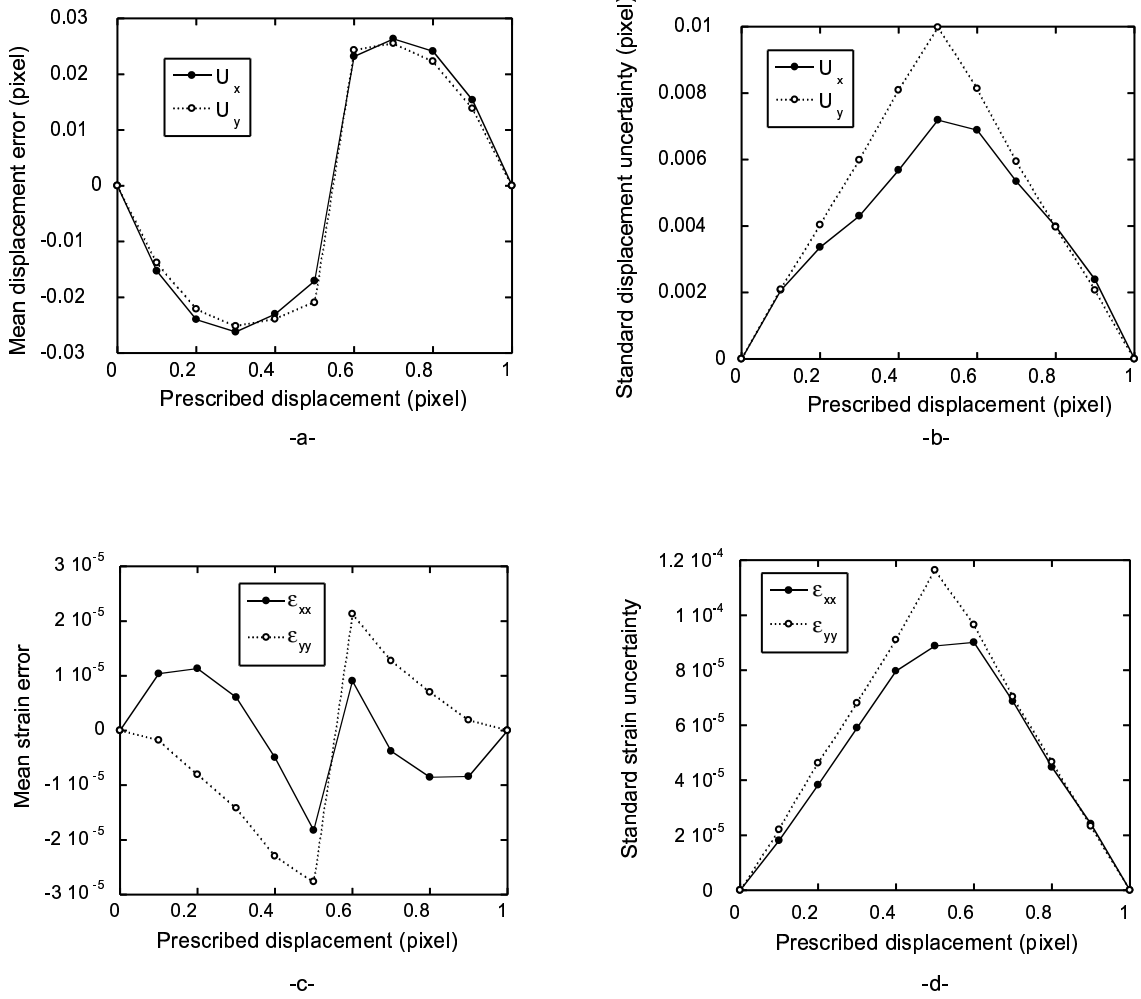 Mean displacement error (pixel)
0.03
0.02
0.01
0
-0.01
-0.02
-0.03
U x
U y
0 0.2 0.4 0.6 0.8 1
Prescribed displacement (pixel)
-a-
Standard displacement uncertainty (pixel)
0.01
0.008
0.006
0.004
0.002
0
U x
U y
0 0.2 0.4 0.6 0.8 1
Prescribed displacement (pixel)
-b-
Mean strain error
3 10-5
2 10-5
1 10-5
0
-1 10-5
-2 10-5
-3 10-5
ε xx
ε yy
0 0.2 0.4 0.6 0.8 1
Prescribed displacement (pixel)
-c-
Standard strain uncertainty
1.2 10-4
1 10-4
8 10-5
6 10-5
4 10-5
2 10-5
0
ε xx
ε yy
0 0.2 0.4 0.6 0.8 1
Prescribed displacement (pixel)
-d-